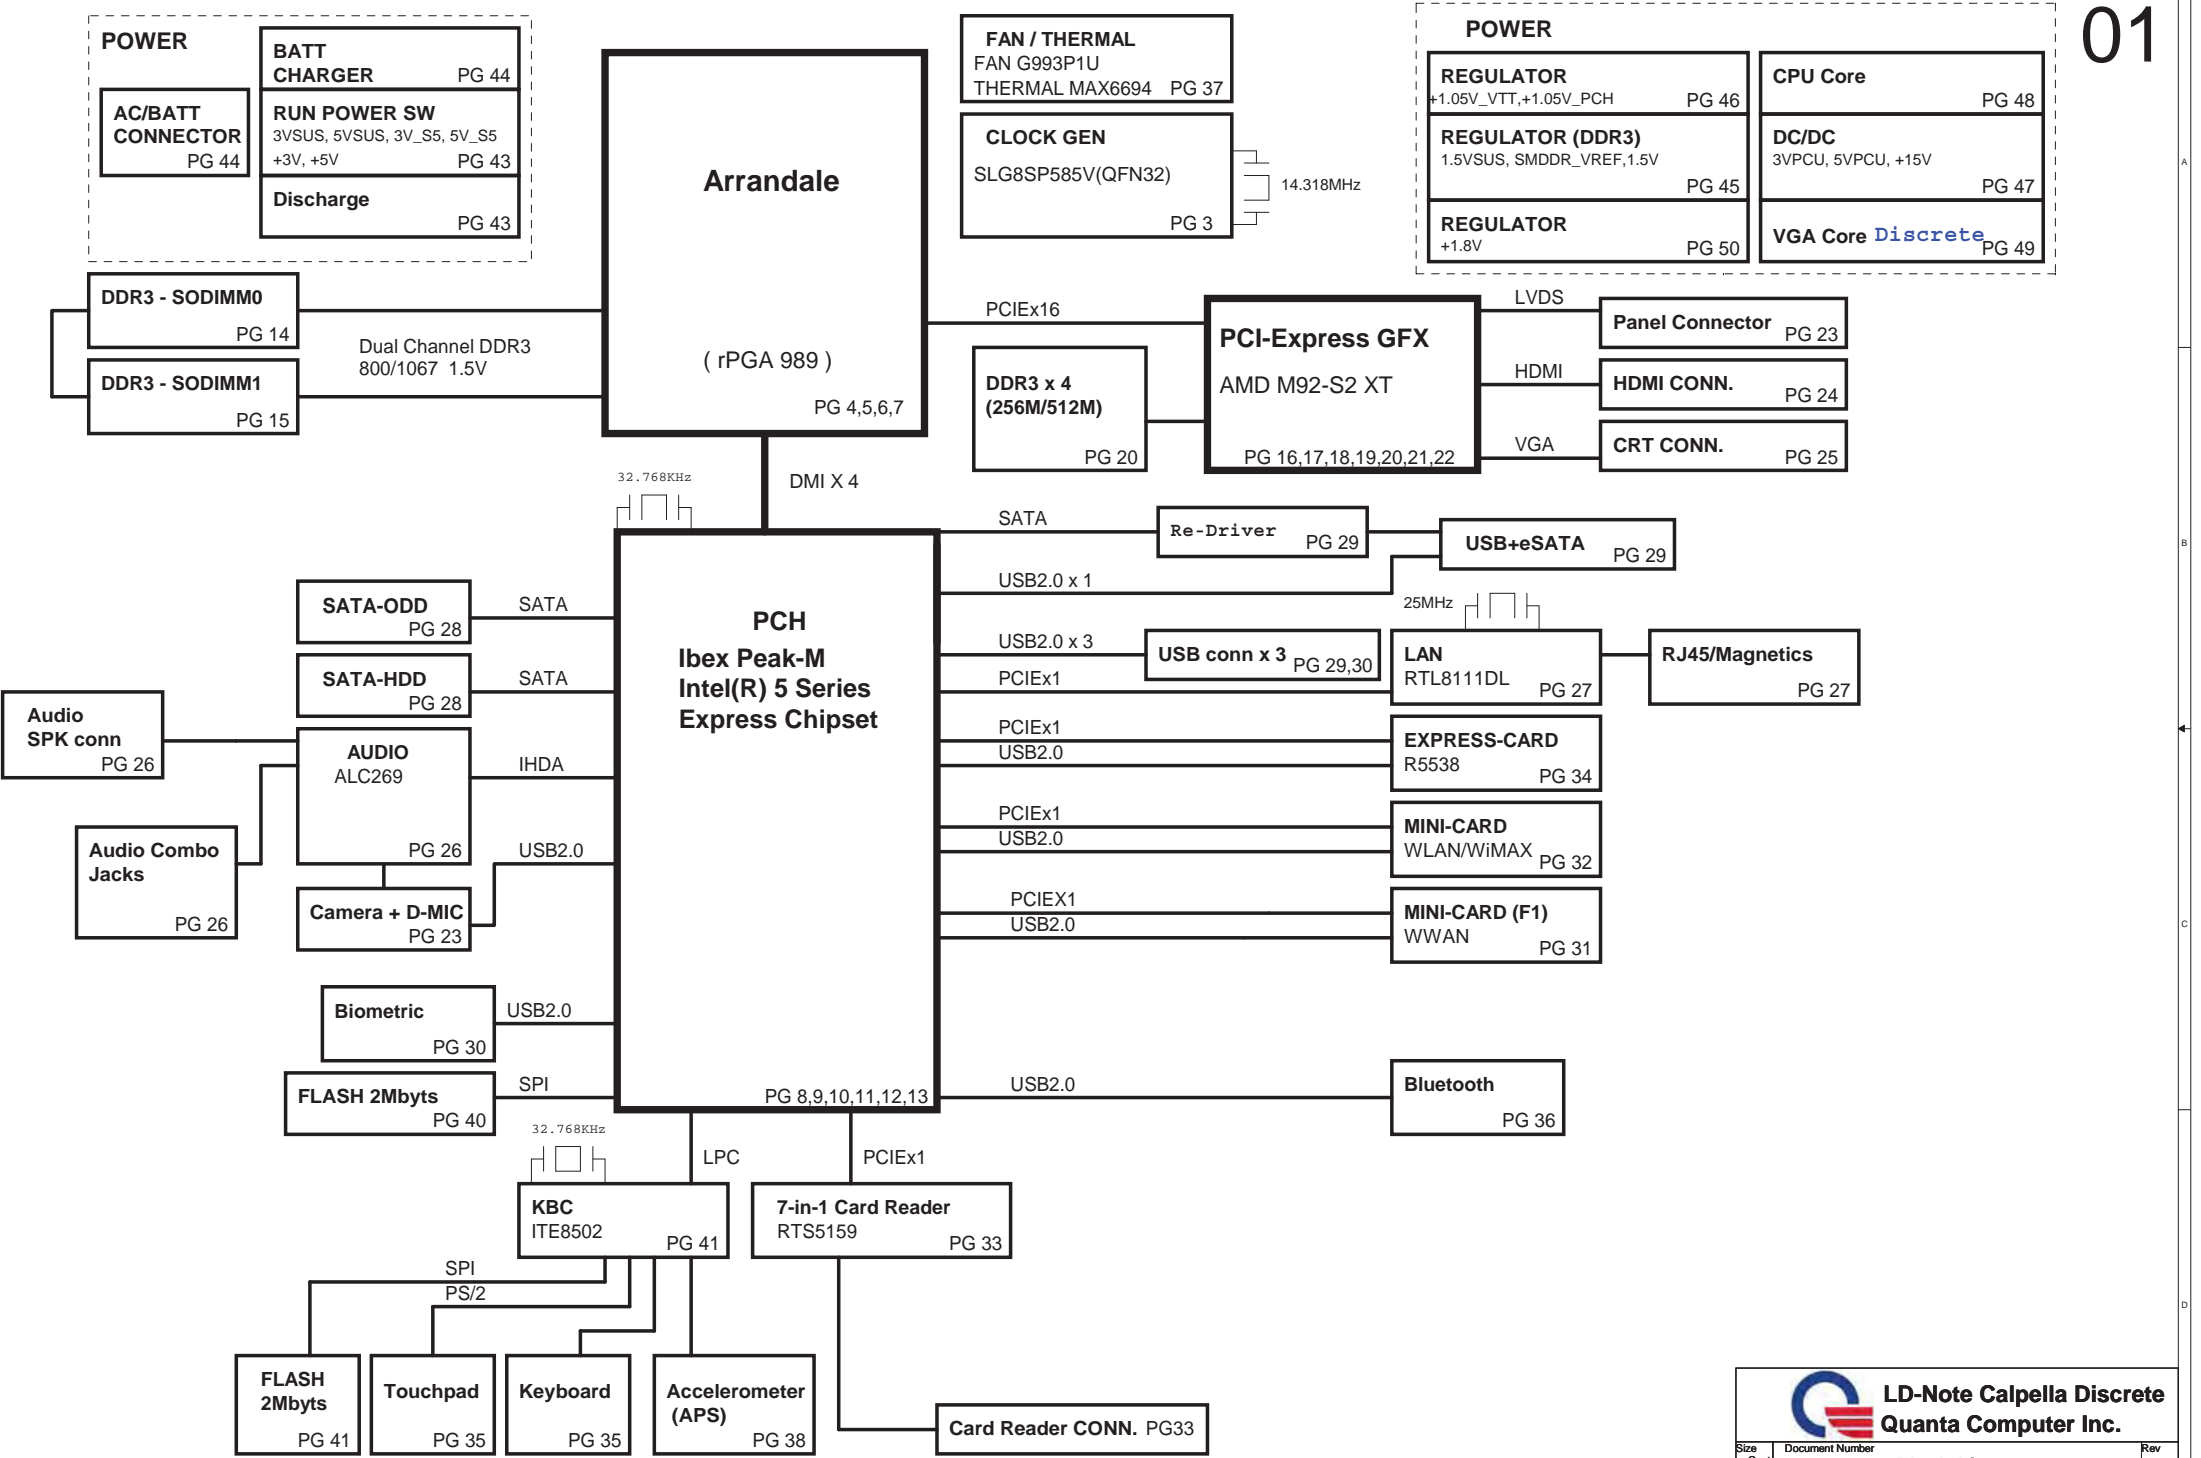 01
POWER
BATT
CHARGER PG 44
AC/BATT
CONNECTOR
PG 44
RUN POWER SW
3VSUS, 5VSUS, 3V_S5, 5V_S5
+3V, +5V PG 43
Discharge
PG 43
Arrandale
( rPGA 989 )
PG 4,5,6,7
FAN / THERMAL
FAN G993P1U
THERMAL MAX6694 PG 37
CLOCK GEN
SLG8SP585V(QFN32)
PG 3
14.318MHz
POWER
REGULATOR
+1.05V_VTT,+1.05V_PCH PG 46
REGULATOR (DDR3)
1.5VSUS, SMDDR_VREF,1.5V
PG 45
REGULATOR
+1.8V PG 50
CPU Core
PG 48
DC/DC
3VPCU, 5VPCU, +15V
PG 47
VGA Core Discrete
PG 49
DDR3 - SODIMM0
PG 14
DDR3 - SODIMM1
PG 15
Dual Channel DDR3
800/1067 1.5V
PCIEx16
PCI-Express GFX
AMD M92-S2 XT
PG 16,17,18,19,20,21,22
DDR3 x 4
(256M/512M)
PG 20
LVDS
Panel Connector PG 23
HDMI
HDMI CONN.
PG 24
VGA
CRT CONN.
PG 25
32.768KHz
DMI X 4
PCH
Ibex Peak-M
Intel(R) 5 Series
Express Chipset
PG 8,9,10,11,12,13
SATA
Re-Driver
PG 29
USB+eSATA PG 29
USB2.0 x 1
25MHz
USB2.0 x 3
USB conn x 3 PG 29,30
PCIEx1
LAN
RTL8111DL
PG 27
RJ45/Magnetics
PG 27
PCIEx1
USB2.0
EXPRESS-CARD
R5538
PG 34
PCIEx1
USB2.0
MINI-CARD
WLAN/WiMAX
PG 32
PCIEX1
USB2.0
MINI-CARD (F1)
WWAN
PG 31
USB2.0
Bluetooth
PG 36
SATA-ODD
PG 28
SATA
SATA-HDD
PG 28
SATA
Audio
SPK conn
PG 26
AUDIO
ALC269
PG 26
IHDA
Audio Combo
Jacks
PG 26
USB2.0
Camera + D-MIC
PG 23
Biometric
PG 30
USB2.0
FLASH 2Mbyts
PG 40
SPI
32.768KHz
LPC
PCIEx1
KBC
ITE8502
PG 41
7-in-1 Card Reader
RTS5159
PG 33
SPI
PS/2
FLASH
2Mbyts
PG 41
Touchpad
PG 35
Keyboard
PG 35
Accelerometer
(APS)
PG 38
Card Reader CONN. PG33
A
B
C
D
LD-Note Calpella Discrete
Quanta Computer Inc.
Size Document Number Rev